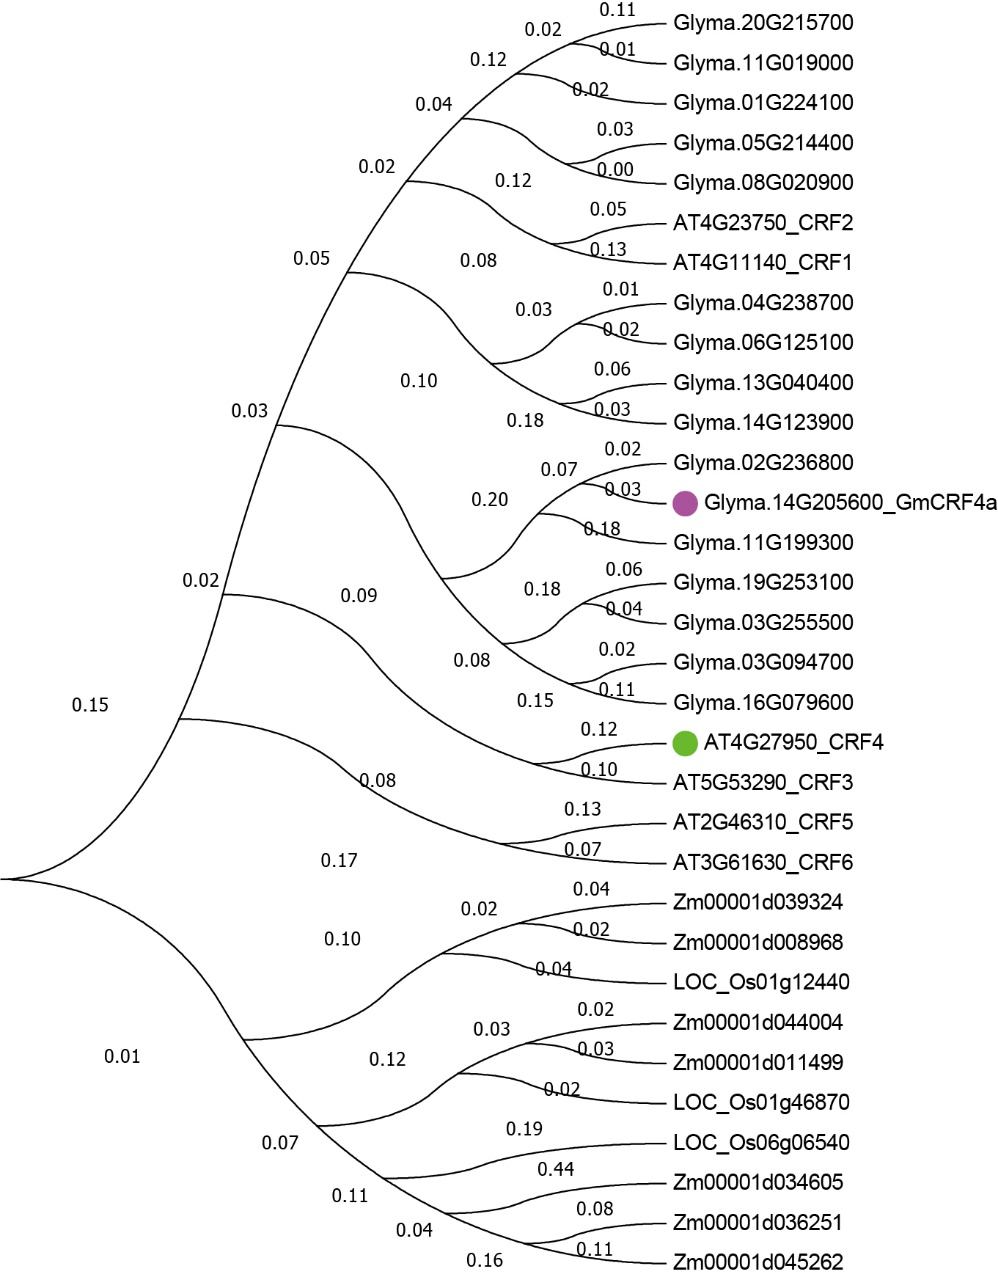 0.11
Glyma.20G215700
0.02
0.01
Glyma.11G019000
0.12
0.02
Glyma.01G224100
0.04
0.03
Glyma.05G214400
0.00
Glyma.08G020900
0.02
0.12
0.05
AT4G23750_CRF2
0.13
AT4G11140_CRF1
0.05
0.08
0.01
Glyma.04G238700
0.03
0.02
Glyma.06G125100
0.10
0.06
Glyma.13G040400
0.18
0.03
Glyma.14G123900
0.03
0.02
Glyma.02G236800
0.07
0.03
Glyma.14G205600_GmCRF4a
0.20
0.18
Glyma.11G199300
0.02
0.09
0.18
0.06
Glyma.19G253100
0.04
Glyma.03G255500
0.08
0.02
Glyma.03G094700
0.15
0.11
Glyma.16G079600
0.15
0.12
AT4G27950_CRF4
0.10
AT5G53290_CRF3
0.08
0.13
AT2G46310_CRF5
0.07
AT3G61630_CRF6
0.17
0.04
Zm00001d039324
0.02
0.02
Zm00001d008968
0.10
0.04
LOC_Os01g12440
0.02
Zm00001d044004
0.03
0.03
Zm00001d011499
0.01
0.12
0.02
LOC_Os01g46870
0.07
0.19
LOC_Os06g06540
0.44
Zm00001d034605
0.11
0.08
Zm00001d036251
0.04
0.11
0.16
Zm00001d045262